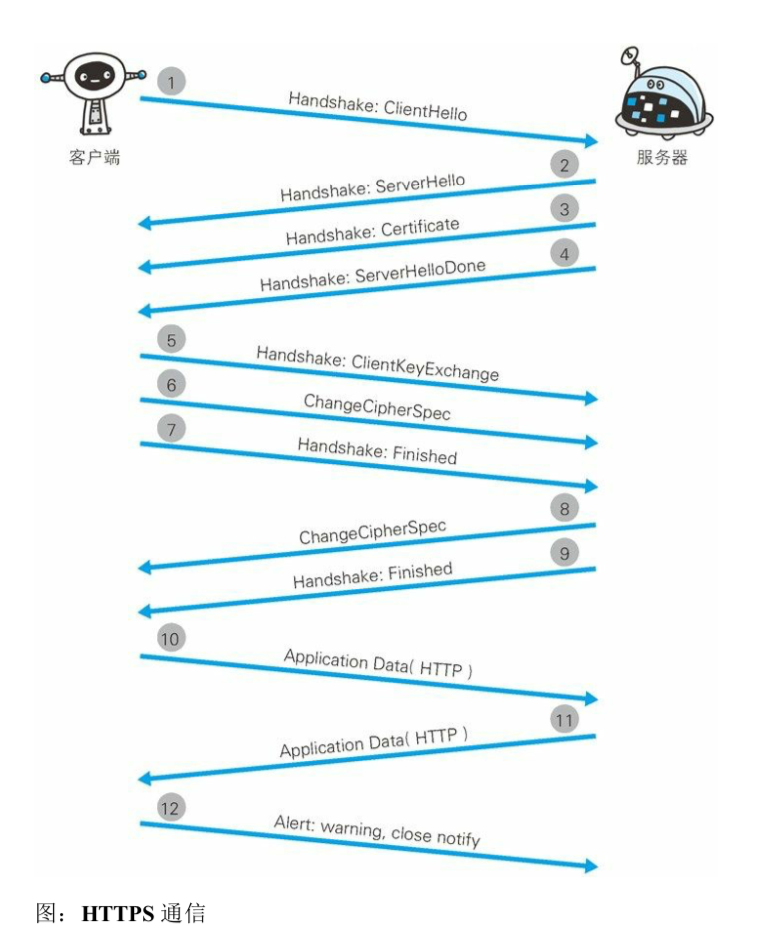 1
Handshake: ClientHello
客户端
服务器
2
Handshake: ServerHello
3
Handshake: Certificate
4
Handshake: ServerHelloDone
5
Handshake: ClientKeyExchange
6
ChangeCipherSpec
7
Handshake: Finished
8
ChangeCipherSpec
9
Handshake: Finished
10
Application Data( HTTP )
11
Application Data( HTTP )
12
Alert: warning, close notify
图：HTTPS 通信